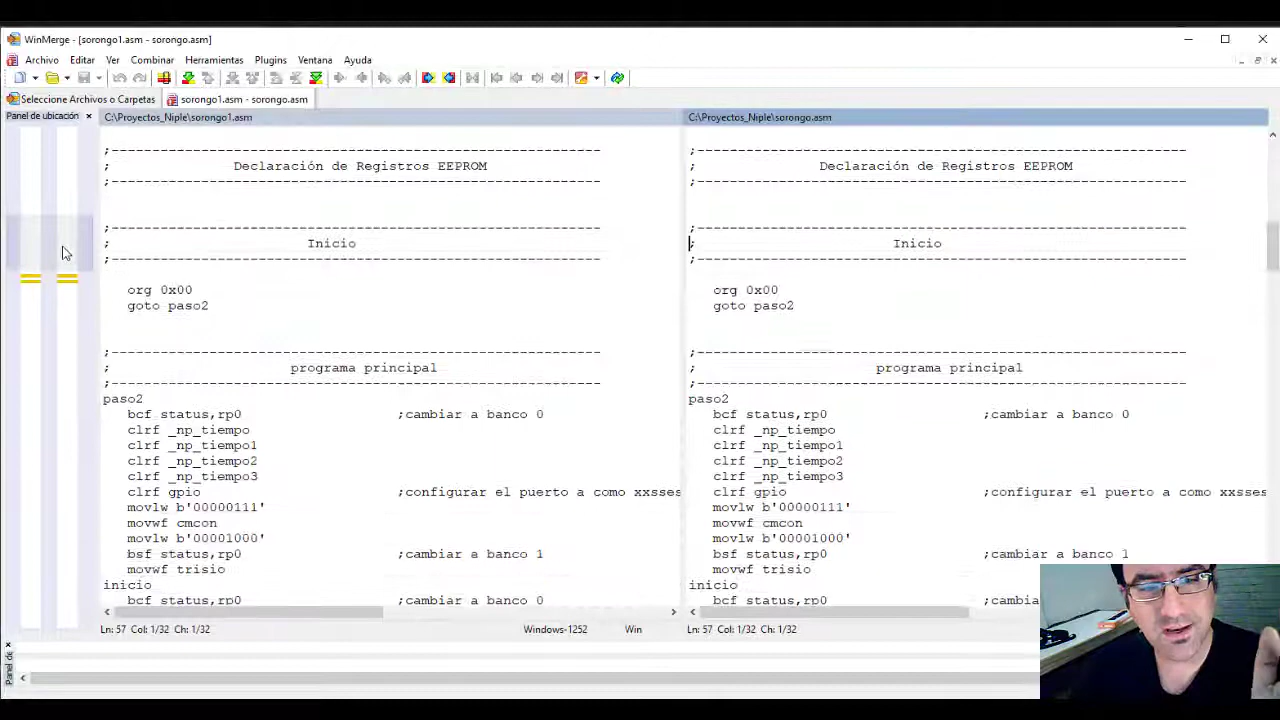 WinMerge - [sorongo1.asm - sorongo.asm]
Archivo Editar Ver Combinar Herramientas Plugins Ventana Ayuda
Seleccione Archivos o Carpetas sorongo1.asm - sorongo.asm
Panel de ubicación
C:\Proyectos_Niple\sorongo1.asm
;------------------------------------------------------------
; Declaración de Registros EEPROM
;------------------------------------------------------------
;------------------------------------------------------------
; Inicio
;------------------------------------------------------------
org 0x00
goto paso2
;------------------------------------------------------------
; programa principal
;------------------------------------------------------------
paso2
bcf status,rp0 ;cambiar a banco 0
clrf _np_tiempo
clrf _np_tiempo1
clrf _np_tiempo2
clrf _np_tiempo3
clrf gpio ;configurar el puerto a como xxsses
movlw b'00000111'
movwf cmcon
movlw b'00001000'
bsf status,rp0 ;cambiar a banco 1
movwf trisio
inicio
bcf status,rp0 ;cambiar a banco 0
Ln: 57 Col: 1/32 Ch: 1/32 Windows-1252 Win
C:\Proyectos_Niple\sorongo.asm
;------------------------------------------------------------
; Declaración de Registros EEPROM
;------------------------------------------------------------
;------------------------------------------------------------
; Inicio
;------------------------------------------------------------
org 0x00
goto paso2
;------------------------------------------------------------
; programa principal
;------------------------------------------------------------
paso2
bcf status,rp0 ;cambiar a banco 0
clrf _np_tiempo
clrf _np_tiempo1
clrf _np_tiempo2
clrf _np_tiempo3
clrf gpio ;configurar el puerto a como xxsses
movlw b'00000111'
movwf cmcon
movlw b'00001000'
bsf status,rp0 ;cambiar a banco 1
movwf trisio
inicio
bcf status,rp0 ;cambia
Ln: 57 Col: 1/32 Ch: 1/32
Panel de